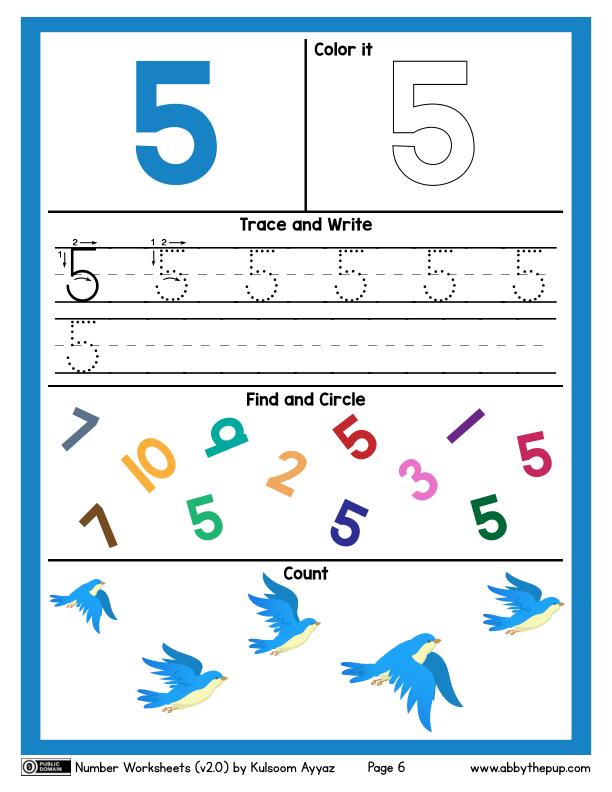 5
Color it
5
Trace and Write
1 2
5
1 2
5 5 5 5 5
5
Find and Circle
7 10 9 2 5 3 1 5
7 5 5 5
Count
0 PUBLIC DOMAIN Number Worksheets (v2.0) by Kulsoom Ayyaz Page 6 www.abbythepup.com